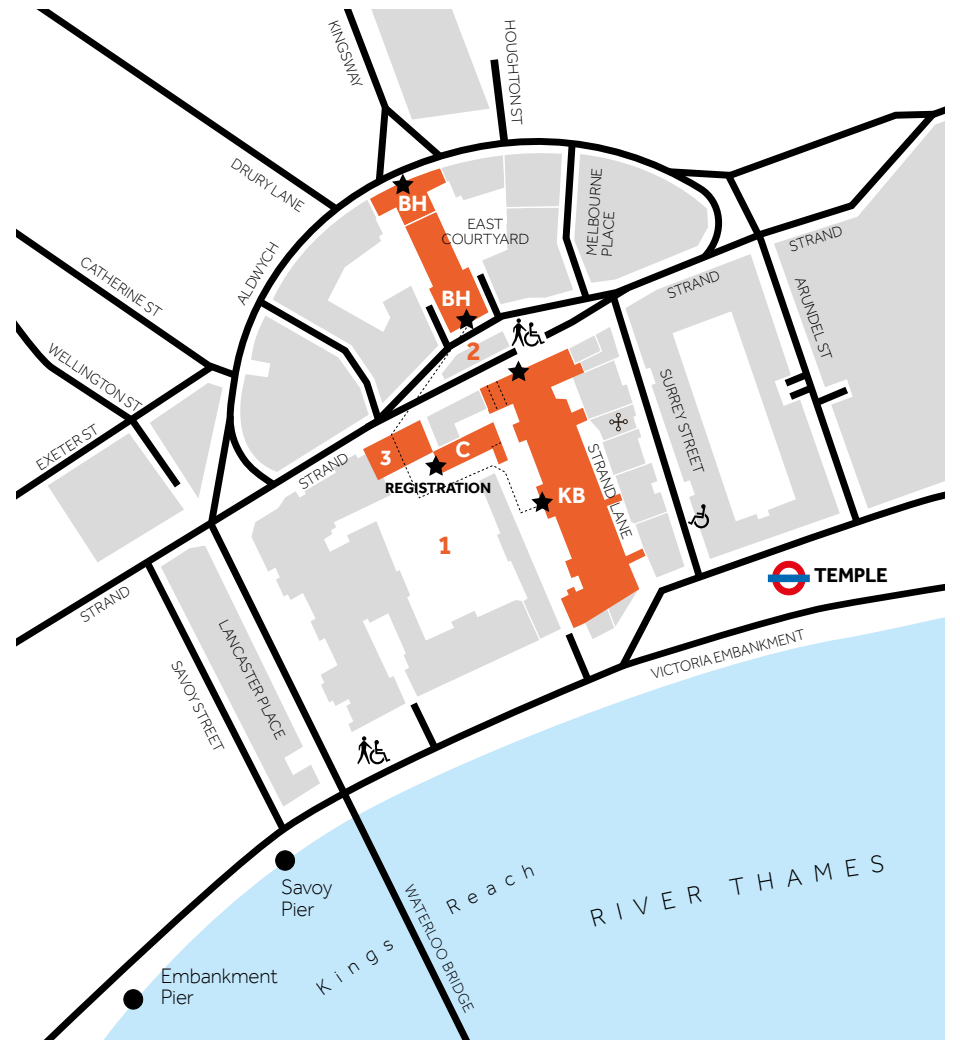 KINGSWAY
HOUGHTON ST
DRURY LANE
BH
MELBOURNE
PLACE
EAST
COURTYARD
ALDWYCH
STRAND
CATHERINE ST
STRAND
ARUNDEL ST
BH
WELLINGTON ST
2
SURREY STREET
EXETER ST
STRAND
3
C
REGISTRATION
KB
STRAND LANE
1
TEMPLE
STRAND
LANCASTER PLACE
SAVOY STREET
VICTORIA EMBANKMENT
Savoy
Pier
Kings Reach
RIVER THAMES
WATERLOO BRIDGE
Embankment
Pier